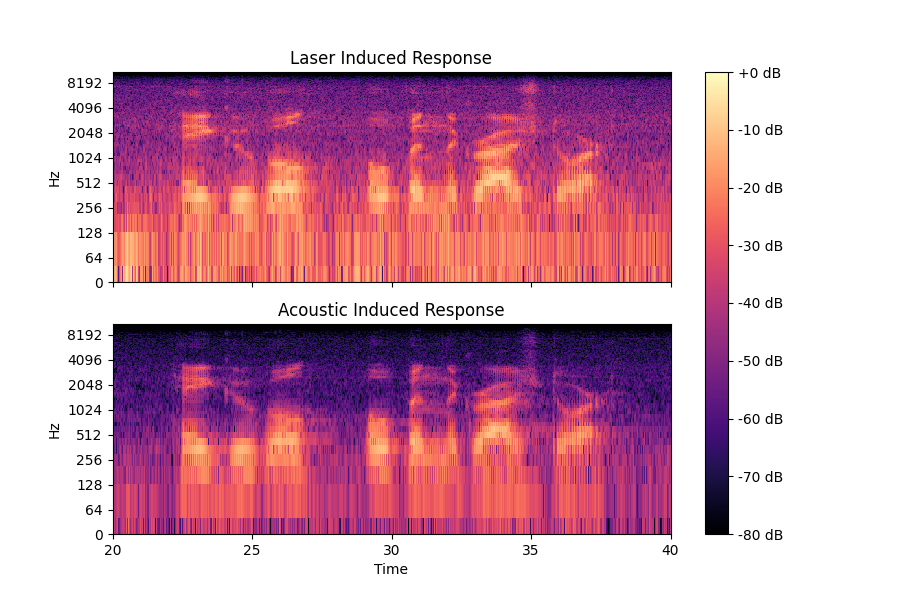 Laser Induced Response
8192
4096
2048
1024
512
256
128
64
0
Hz
Acoustic Induced Response
8192
4096
2048
1024
512
256
128
64
0
Hz
20 25 30 35 40
Time
+0 dB
-10 dB
-20 dB
-30 dB
-40 dB
-50 dB
-60 dB
-70 dB
-80 dB